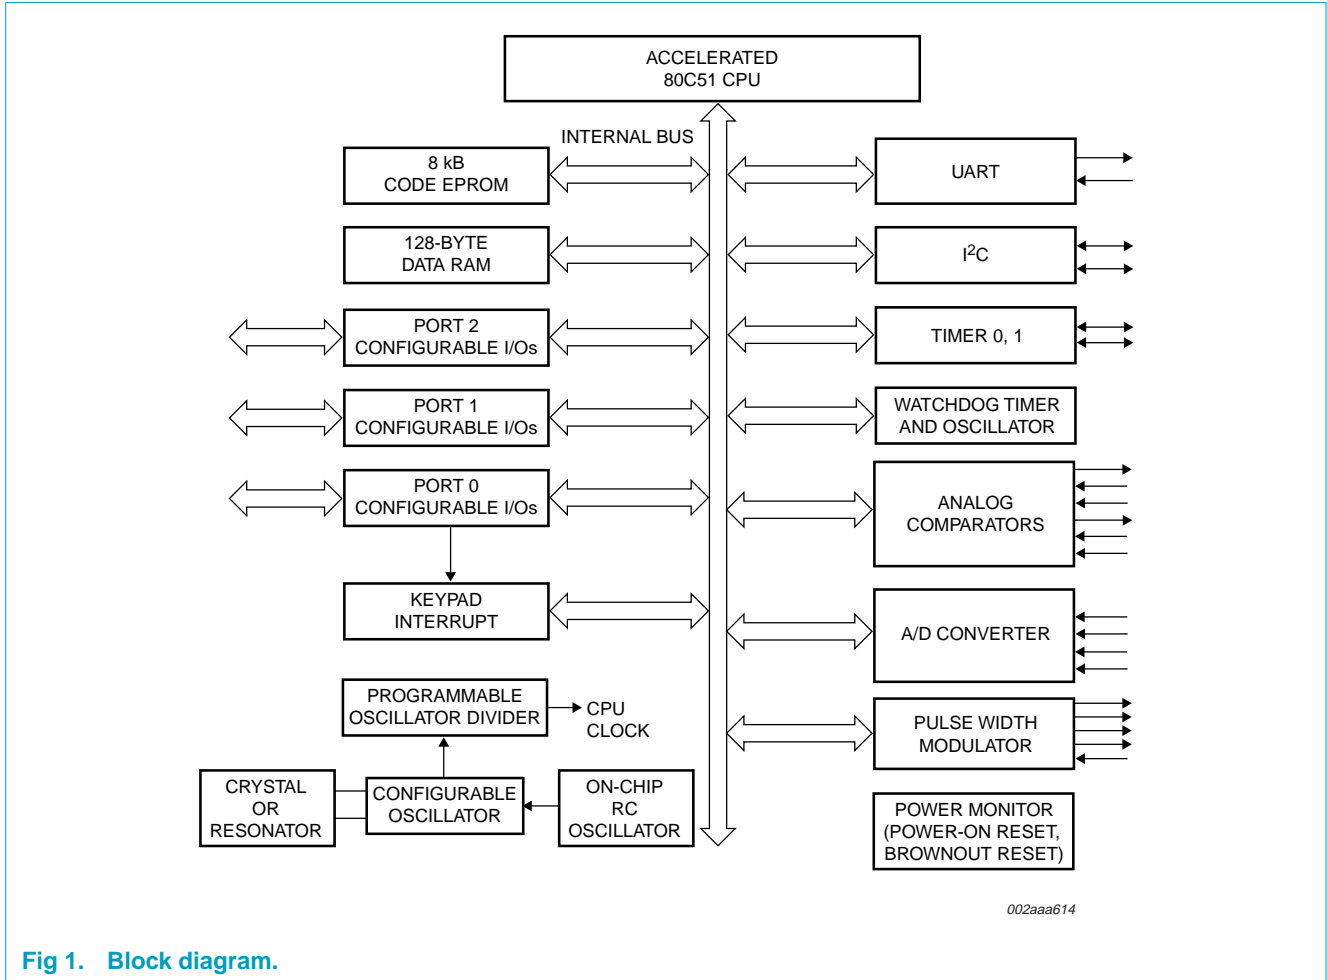 ACCELERATED
80C51 CPU
INTERNAL BUS
8 kB
CODE EPROM
128-BYTE
DATA RAM
PORT 2
CONFIGURABLE I/Os
PORT 1
CONFIGURABLE I/Os
PORT 0
CONFIGURABLE I/Os
KEYPAD
INTERRUPT
PROGRAMMABLE
OSCILLATOR DIVIDER
CPU
CLOCK
CRYSTAL
OR
RESONATOR
CONFIGURABLE
OSCILLATOR
ON-CHIP
RC
OSCILLATOR
UART
I²C
TIMER 0, 1
WATCHDOG TIMER
AND OSCILLATOR
ANALOG
COMPARATORS
A/D CONVERTER
PULSE WIDTH
MODULATOR
POWER MONITOR
(POWER-ON RESET,
BROWNOUT RESET)
002aaa614
Fig 1. Block diagram.